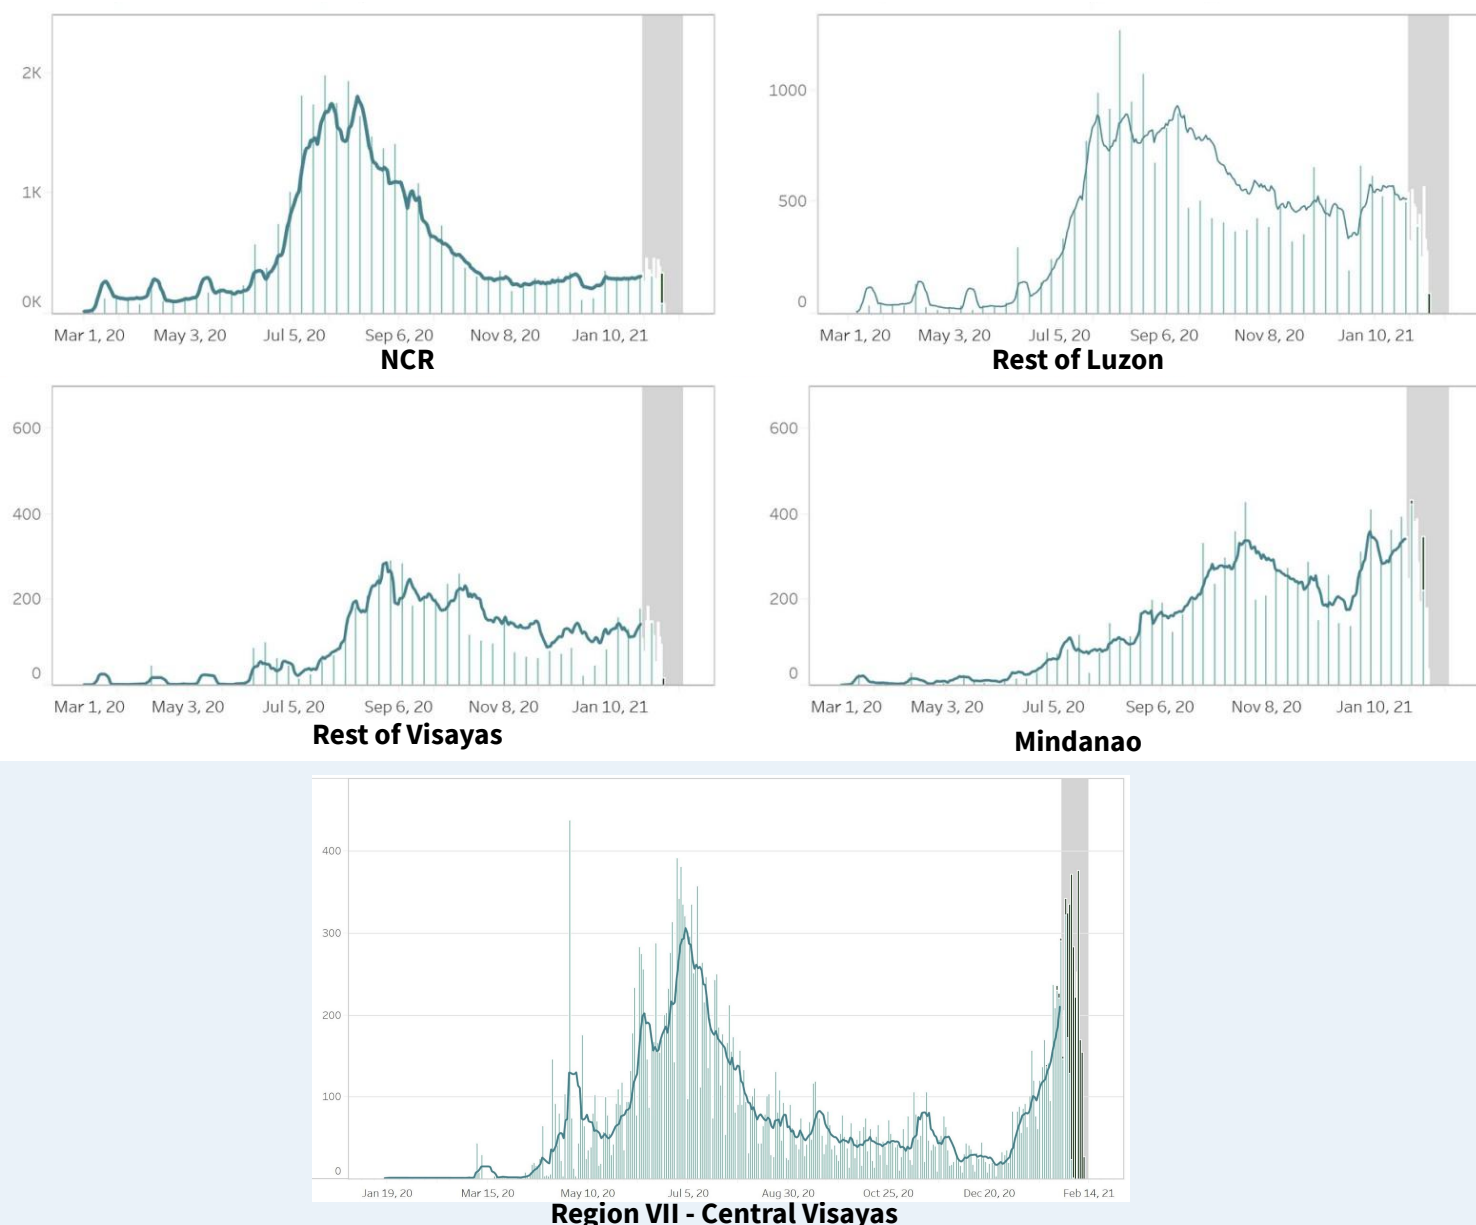 2K
1K
0K
Mar 1, 20 May 3, 20 Jul 5, 20 Sep 6, 20 Nov 8, 20 Jan 10, 21
NCR
1000
500
0
Mar 1, 20 May 3, 20 Jul 5, 20 Sep 6, 20 Nov 8, 20 Jan 10, 21
Rest of Luzon
600
400
200
0
Mar 1, 20 May 3, 20 Jul 5, 20 Sep 6, 20 Nov 8, 20 Jan 10, 21
Rest of Visayas
600
400
200
0
Mar 1, 20 May 3, 20 Jul 5, 20 Sep 6, 20 Nov 8, 20 Jan 10, 21
Mindanao
400
300
200
100
0
Jan 19, 20 Mar 15, 20 May 10, 20 Jul 5, 20 Aug 30, 20 Oct 25, 20 Dec 20, 20 Feb 14, 21
Region VII - Central Visayas